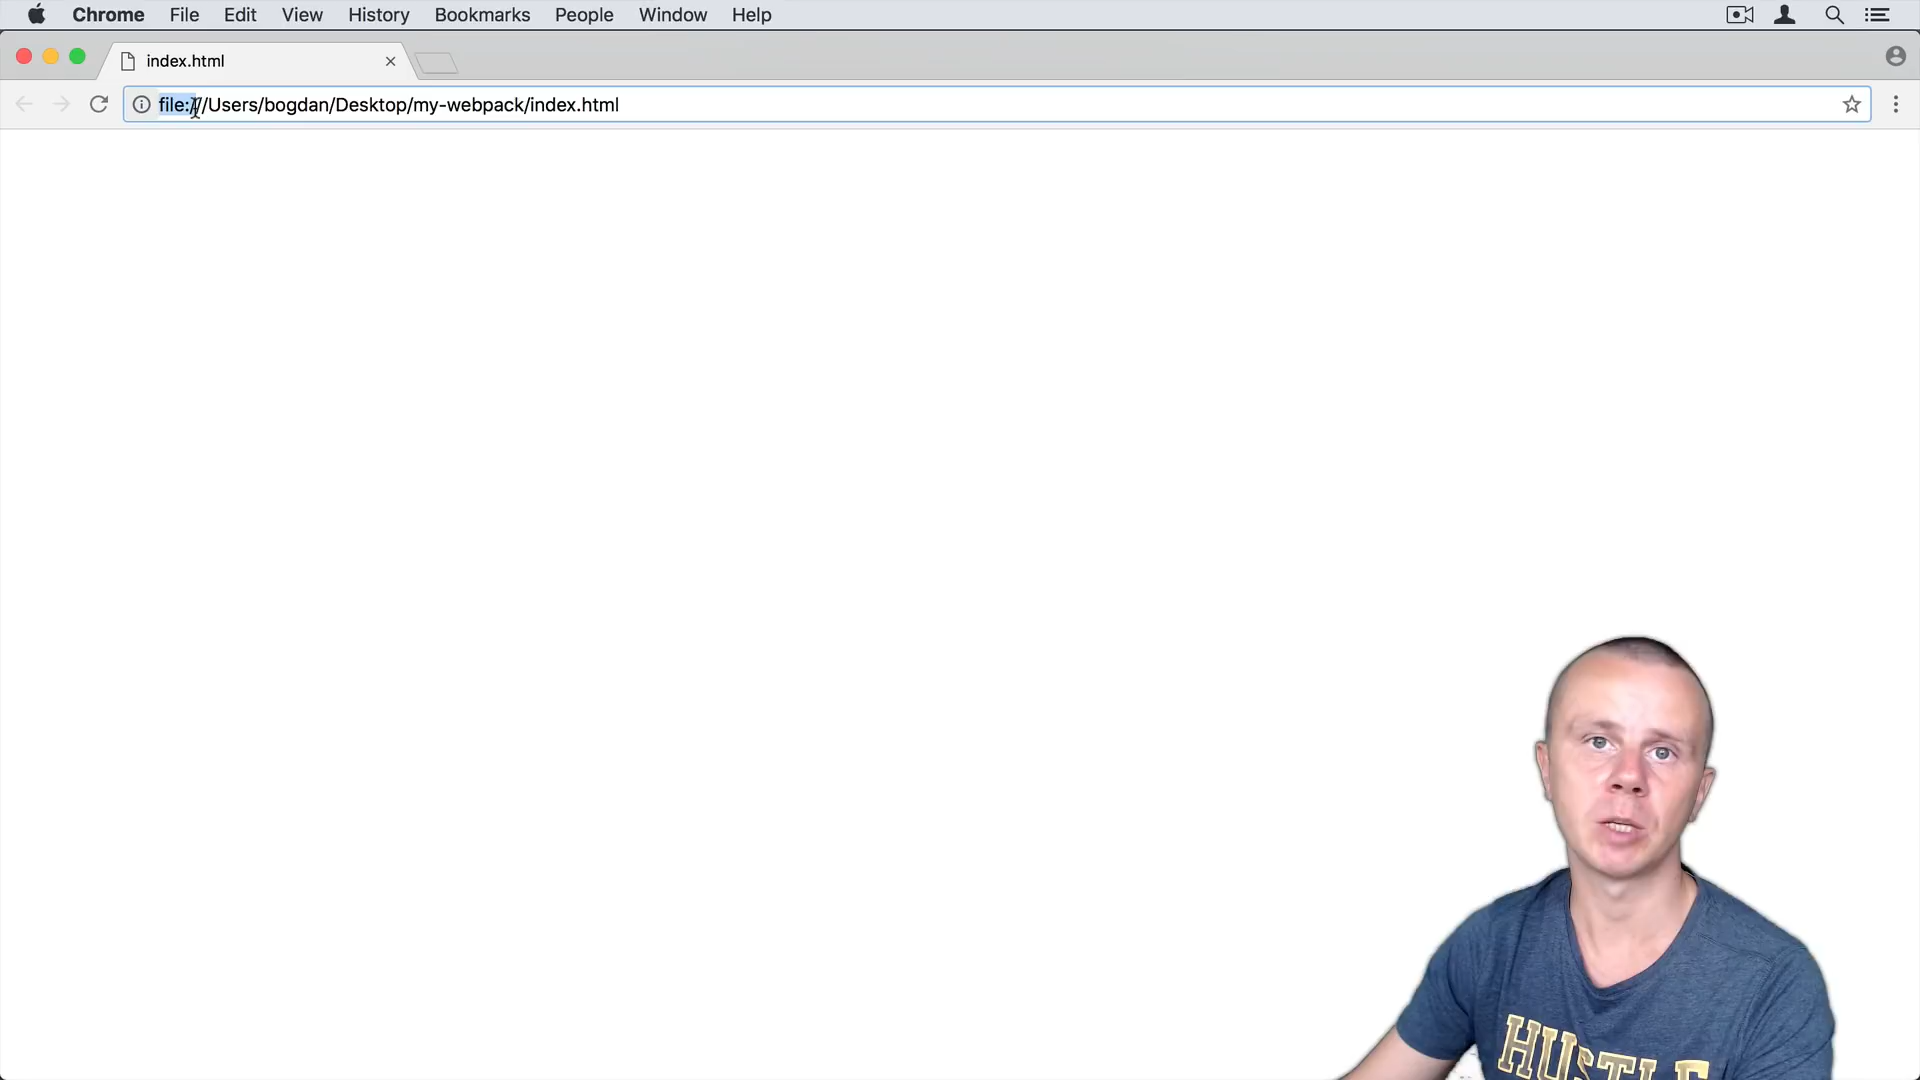 Chrome File Edit View History Bookmarks People Window Help
index.html
file:///Users/bogdan/Desktop/my-webpack/index.html
HUSTLE